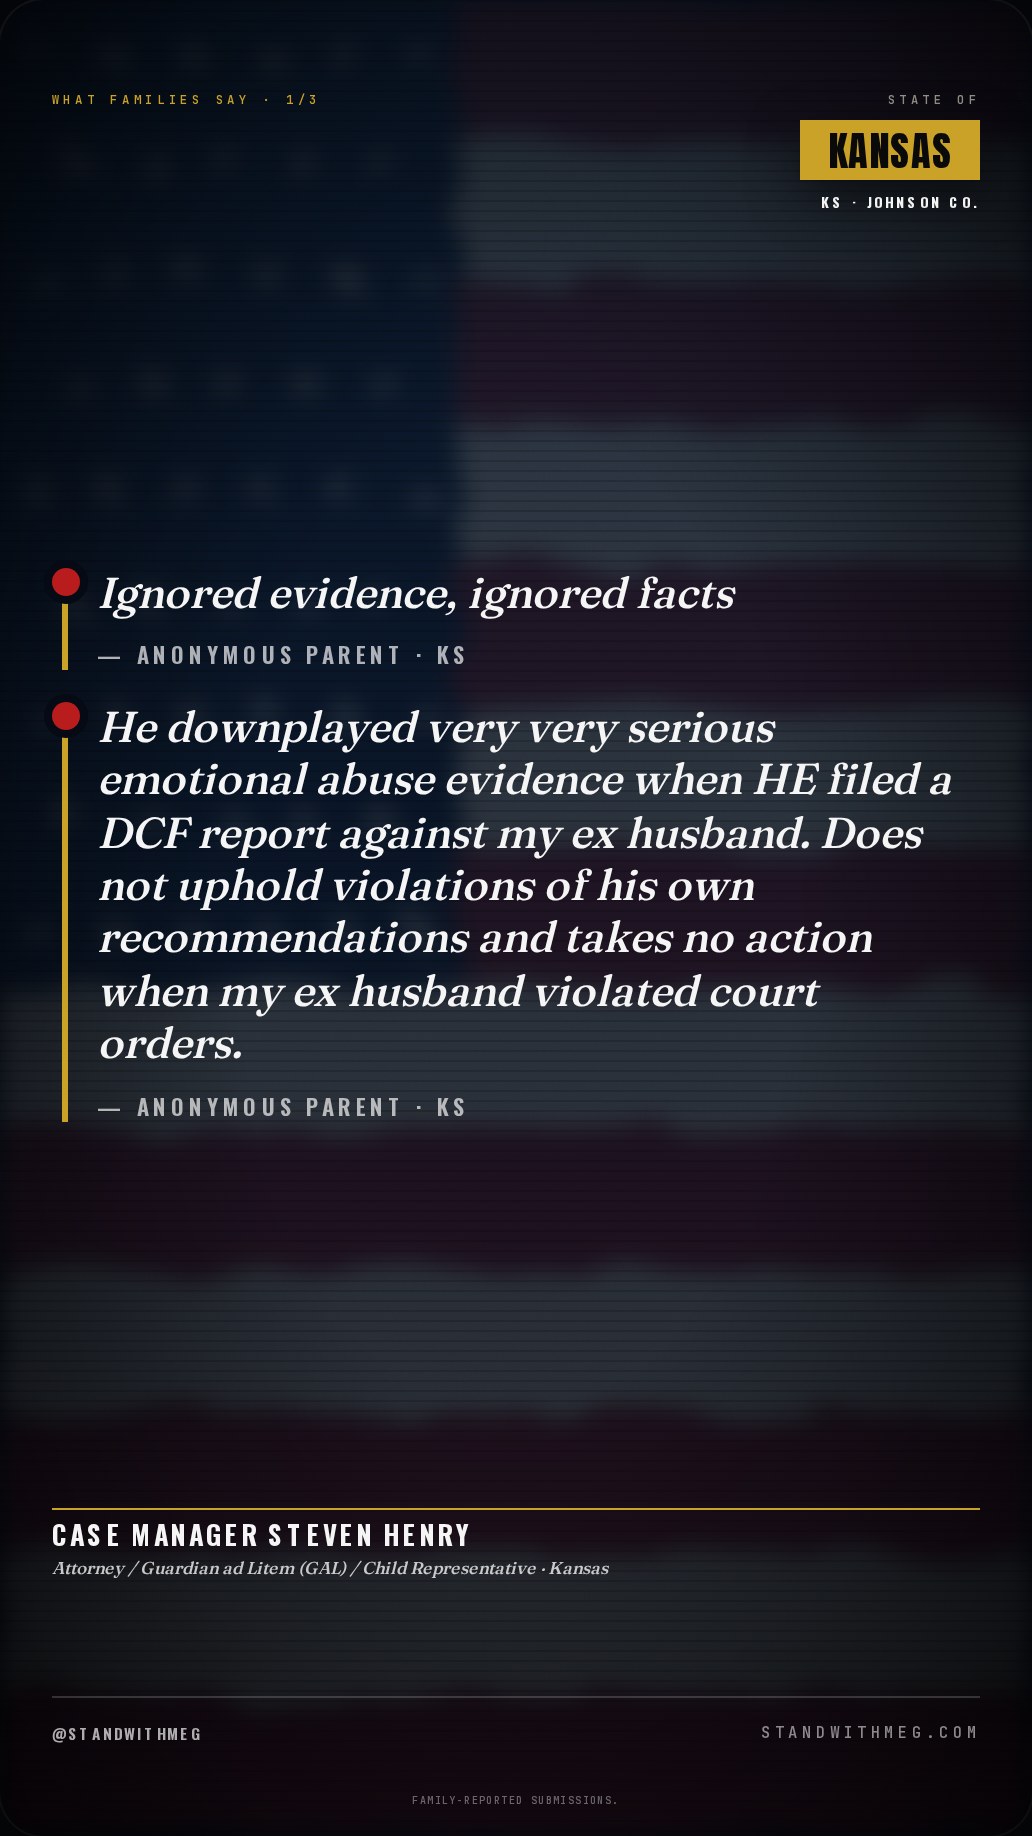 WHAT FAMILIES SAY · 1/3
STATE OF
KANSAS
KS · JOHNSON CO.
Ignored evidence, ignored facts
— ANONYMOUS PARENT · KS
He downplayed very very serious
emotional abuse evidence when HE filed a
DCF report against my ex husband. Does
not uphold violations of his own
recommendations and takes no action
when my ex husband violated court
orders.
— ANONYMOUS PARENT · KS
CASE MANAGER STEVEN HENRY
Attorney / Guardian ad Litem (GAL) / Child Representative · Kansas
@STANDWITHMEG
STANDWITHMEG.COM
FAMILY-REPORTED SUBMISSIONS.